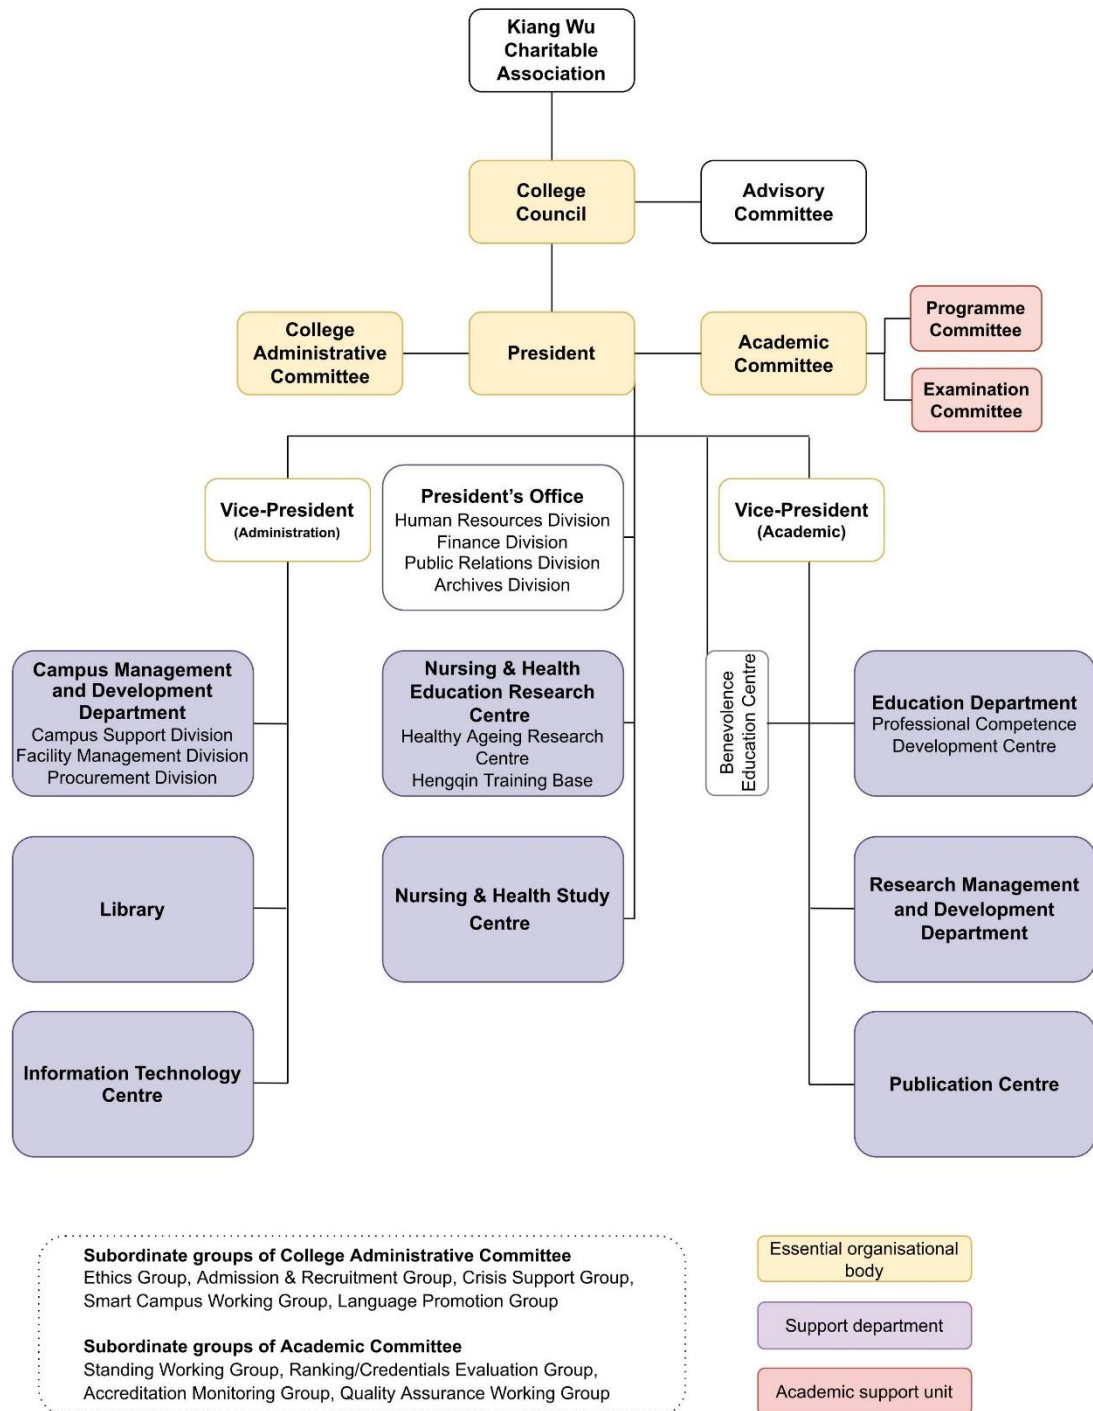 Kiang Wu
Charitable
Association
College
Council
Advisory
Committee
College
Administrative
Committee
President
Academic
Committee
Programme
Committee
Examination
Committee
Vice-President
(Administration)
President’s Office
Human Resources Division
Finance Division
Public Relations Division
Archives Division
Vice-President
(Academic)
Campus Management
and Development
Department
Campus Support Division
Facility Management Division
Procurement Division
Nursing & Health
Education Research
Centre
Healthy Ageing Research
Centre
Hengqin Training Base
Benevolence
Education Centre
Education Department
Professional Competence
Development Centre
Library
Nursing & Health Study
Centre
Research Management
and Development
Department
Information Technology
Centre
Publication Centre
Subordinate groups of College Administrative Committee
Ethics Group, Admission & Recruitment Group, Crisis Support Group,
Smart Campus Working Group, Language Promotion Group
Subordinate groups of Academic Committee
Standing Working Group, Ranking/Credentials Evaluation Group,
Accreditation Monitoring Group, Quality Assurance Working Group
Essential organisational
body
Support department
Academic support unit